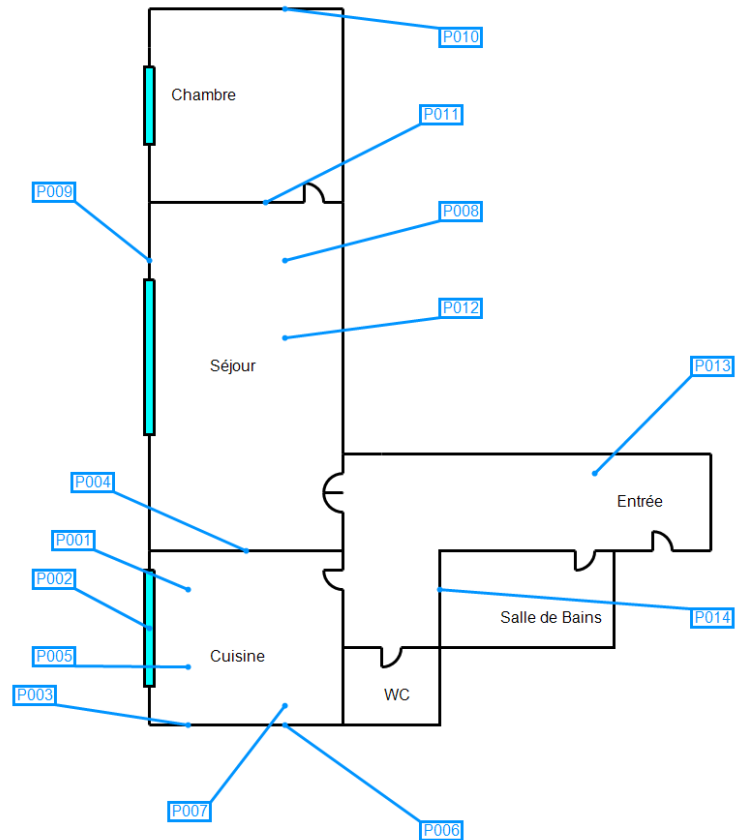 P010
Chambre
P011
P009
P008
P012
Séjour
P013
P004
Entrée
P001
P002
P014
Salle de Bains
P005
Cuisine
P003
WC
P007
P006